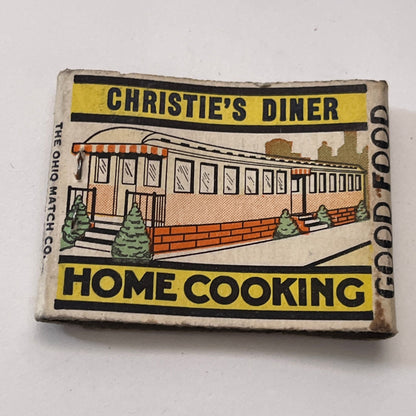 CHRISTIE'S DINER
THE OHIO MATCH CO.
GOOD FOOD
HOME COOKING